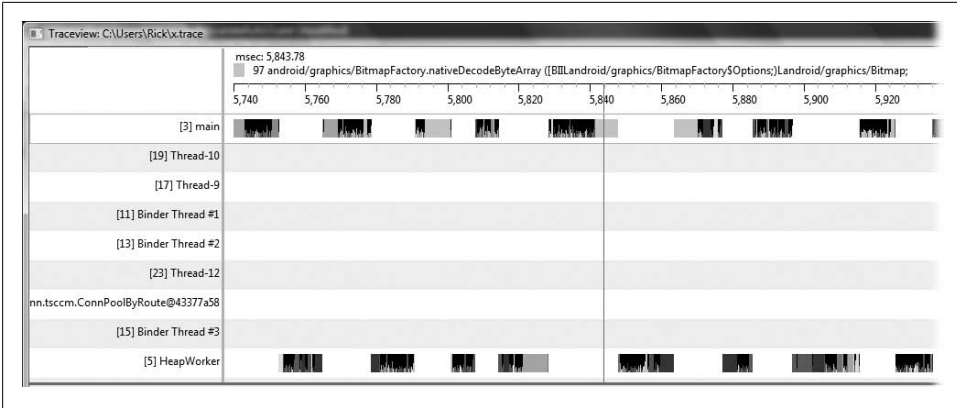 Traceview: C:\Users\Rick\x.trace
msec: 5,843.78
97 android/graphics/BitmapFactory.nativeDecodeByteArray ([BIILandroid/graphics/BitmapFactory$Options;)Landroid/graphics/Bitmap;
5,740 5,760 5,780 5,800 5,820 5,840 5,860 5,880 5,900 5,920
[3] main
[19] Thread-10
[17] Thread-9
[11] Binder Thread #1
[13] Binder Thread #2
[23] Thread-12
nn.tsccm.ConnPoolByRoute@43377a58
[15] Binder Thread #3
[5] HeapWorker